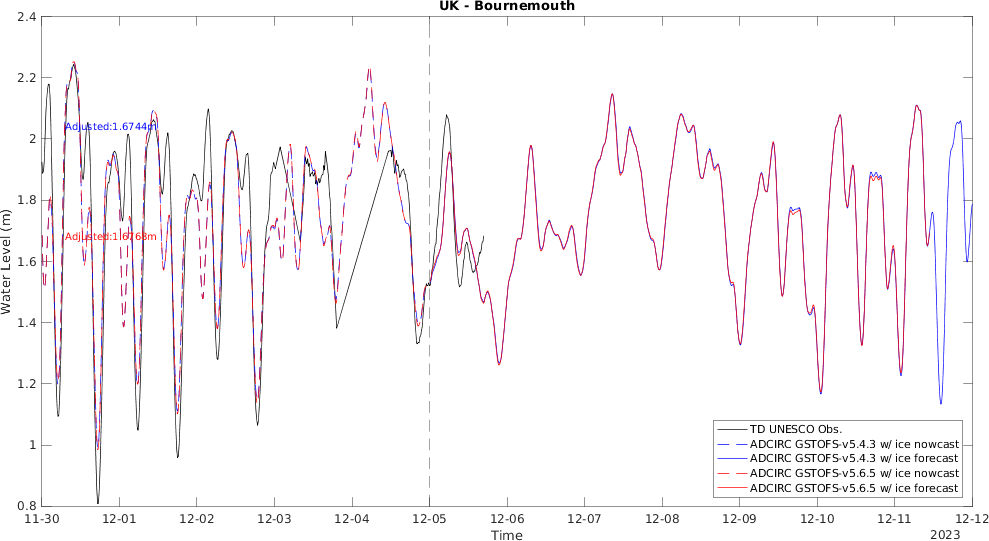 UK - Bournemouth
2.4
2.2
2
1.8
1.6
1.4
1.2
1
0.8
Water Level (m)
Adjusted:1.6744m
Adjusted:1.6768m
11-30
12-01
12-02
12-03
12-04
12-05
12-06
12-07
12-08
12-09
12-10
12-11
12-12
Time
2023
TD UNESCO Obs.
ADCIRC GSTOFS-v5.4.3 w/ ice nowcast
ADCIRC GSTOFS-v5.4.3 w/ ice forecast
ADCIRC GSTOFS-v5.6.5 w/ ice nowcast
ADCIRC GSTOFS-v5.6.5 w/ ice forecast